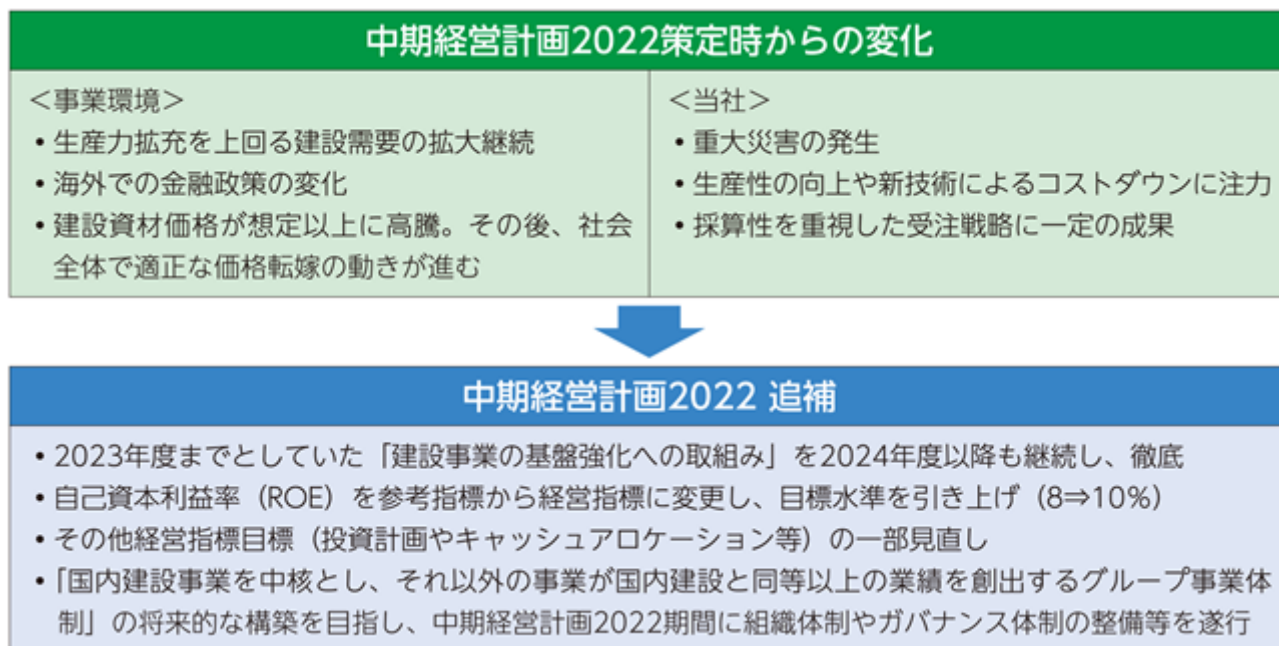 中期経営計画2022策定時からの変化
＜事業環境＞
• 生産力拡充を上回る建設需要の拡大継続
• 海外での金融政策の変化
• 建設資材価格が想定以上に高騰。その後、社会
全体で適正な価格転嫁の動きが進む
＜当社＞
• 重大災害の発生
• 生産性の向上や新技術によるコストダウンに注力
• 採算性を重視した受注戦略に一定の成果
中期経営計画2022 追補
• 2023年度までとしていた「建設事業の基盤強化への取組み」を2024年度以降も継続し、徹底
• 自己資本利益率（ROE）を参考指標から経営指標に変更し、目標水準を引き上げ（8⇒10%）
• その他経営指標目標（投資計画やキャッシュアロケーション等）の一部見直し
• 「国内建設事業を中核とし、それ以外の事業が国内建設と同等以上の業績を創出するグループ事業体
制」の将来的な構築を目指し、中期経営計画2022期間に組織体制やガバナンス体制の整備等を遂行